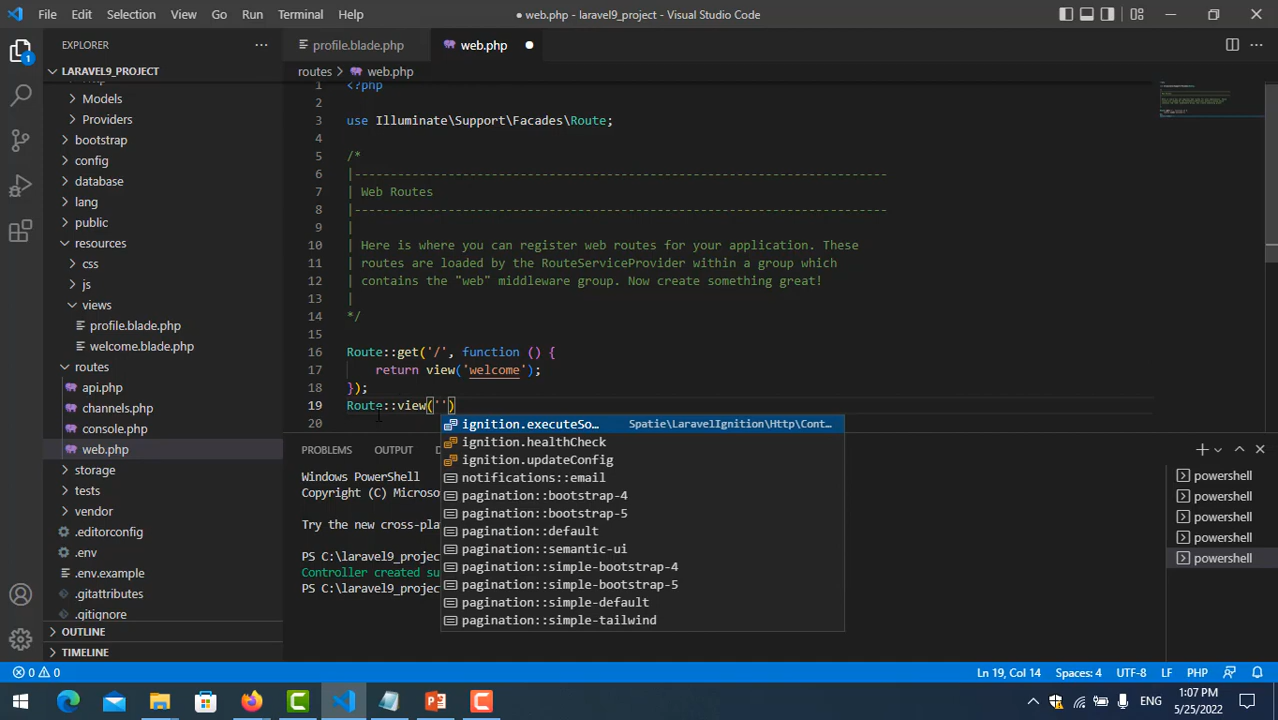 File Edit Selection View Go Run Terminal Help
● web.php - laravel9_project - Visual Studio Code
EXPLORER ···
profile.blade.php web.php ●
LARAVEL9_PROJECT
routes > web.php
Models
Providers
bootstrap
config
database
lang
public
resources
css
js
views
profile.blade.php
welcome.blade.php
routes
api.php
channels.php
console.php
web.php
storage
tests
vendor
.editorconfig
.env
.env.example
.gitattributes
.gitignore
OUTLINE
TIMELINE
1 <?php
2
3 use Illuminate\Support\Facades\Route;
4
5 /*
6 |--------------------------------------------------------------------------
7 | Web Routes
8 |--------------------------------------------------------------------------
9 |
10 | Here is where you can register web routes for your application. These
11 | routes are loaded by the RouteServiceProvider within a group which
12 | contains the "web" middleware group. Now create something great!
13 |
14 */
15
16 Route::get('/', function () {
17 return view('welcome');
18 });
19 Route::view('')
20
ignition.executeSo… Spatie\LaravelIgnition\Http\Cont…
ignition.healthCheck
ignition.updateConfig
notifications::email
pagination::bootstrap-4
pagination::bootstrap-5
pagination::default
pagination::semantic-ui
pagination::simple-bootstrap-4
pagination::simple-bootstrap-5
pagination::simple-default
pagination::simple-tailwind
PROBLEMS OUTPUT
Windows PowerShell
Copyright (C)
Try the new
PS
Controller created
PS
powershell
powershell
powershell
powershell
powershell
1
0 0 Ln 19, Col 14 Spaces: 4 UTF-8 LF PHP
ENG 1:07 PM
5/25/2022